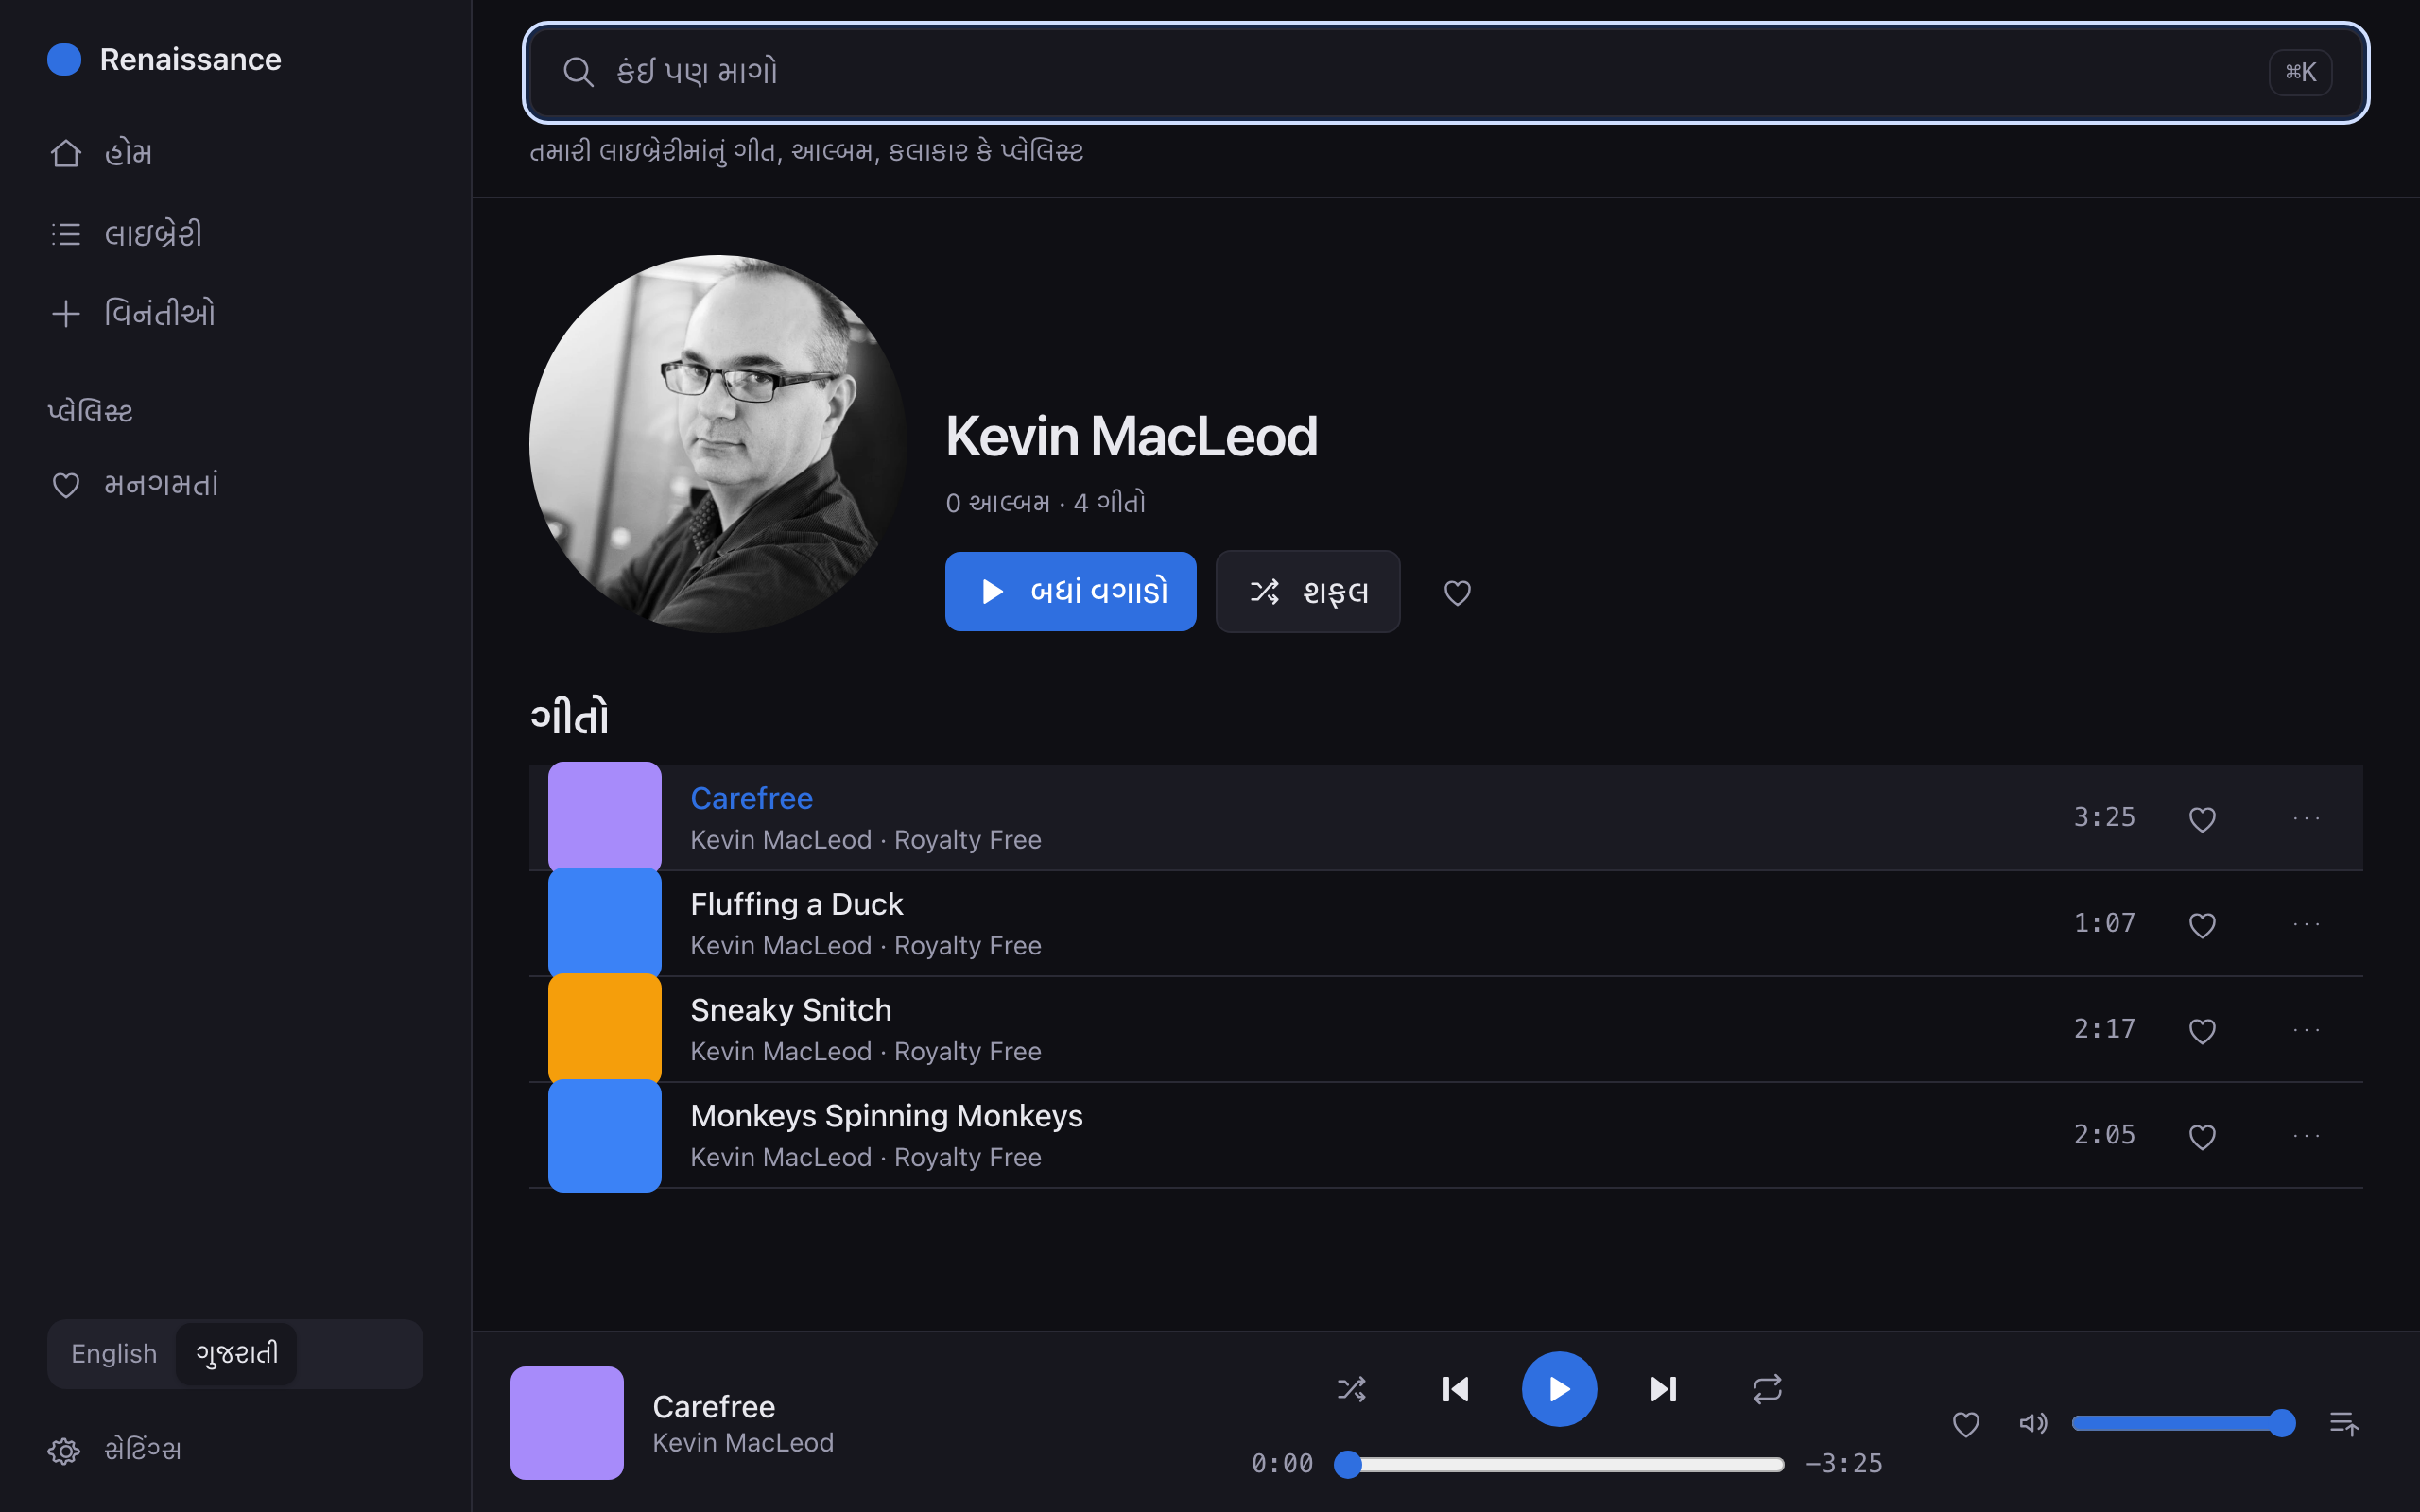 Renaissance
હોમ
લાઇબ્રેરી
વિનંતીઓ
પ્લેલિસ્ટ
મનગમતાં
English ગુજરાતી
સેટિંગ્સ
કંઈ પણ માગો
⌘K
તમારી લાઇબ્રેરીમાંનું ગીત, આલ્બમ, કલાકાર કે પ્લેલિસ્ટ
Kevin MacLeod
0 આલ્બમ · 4 ગીતો
બધાં વગાડો
શફલ
ગીતો
Carefree
Kevin MacLeod · Royalty Free
3:25
Fluffing a Duck
Kevin MacLeod · Royalty Free
1:07
Sneaky Snitch
Kevin MacLeod · Royalty Free
2:17
Monkeys Spinning Monkeys
Kevin MacLeod · Royalty Free
2:05
Carefree
Kevin MacLeod
0:00
−3:25